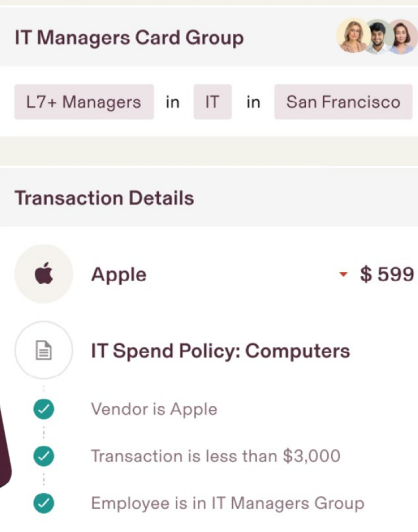 IT Managers Card Group
L7+ Managers in IT in San Francisco
Transaction Details
Apple $ 599
IT Spend Policy: Computers
Vendor is Apple
Transaction is less than $3,000
Employee is in IT Managers Group